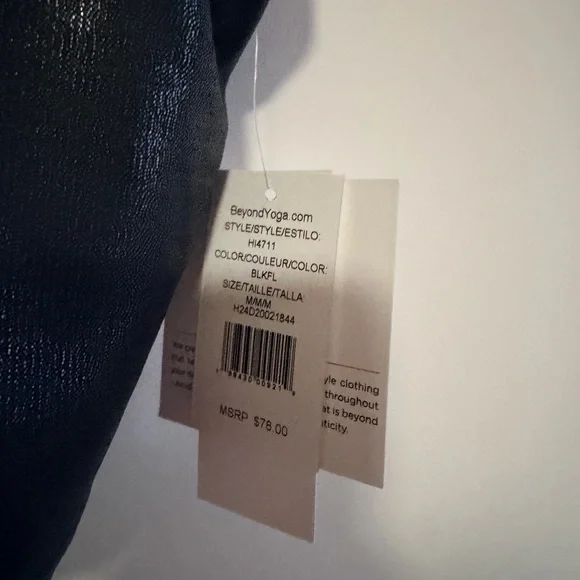 BeyondYoga.com
STYLE/STYLE/ESTILO:
HI4711
COLOR/COULEUR/COLOR:
BLKFL
SIZE/TAILLE/TALLA:
M/M/M
H24D20021844
MSRP $78.00
yle clothing
throughout
at is beyond
ticity.